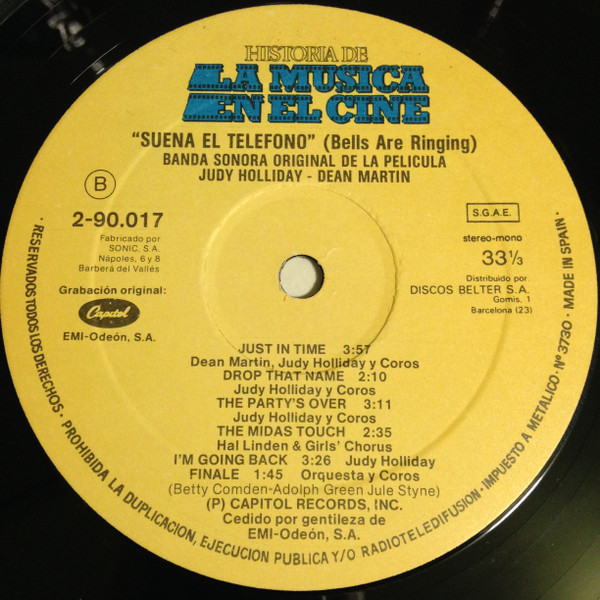 HISTORIA DE
LA MUSICA
EN EL CINE
"SUENA EL TELEFONO" (Bells Are Ringing)
BANDA SONORA ORIGINAL DE LA PELICULA
JUDY HOLLIDAY - DEAN MARTIN
B
2-90.017
Fabricado por
SONIC, S.A.
Nápoles, 6 y 8
Barberá del Vallés
Grabación original:
Capitol
EMI-Odeón, S.A.
S.G.A.E.
stereo-mono
33 1/3
Distribuido por
DISCOS BELTER S.A.
Gomis, 1
Barcelona (23)
JUST IN TIME 3:57
Dean Martin, Judy Holliday y Coros
DROP THAT NAME 2:10
Judy Holliday y Coros
THE PARTY'S OVER 3:11
Judy Holliday y Coros
THE MIDAS TOUCH 2:35
Hal Linden & Girls' Chorus
I'M GOING BACK 3:26 Judy Holliday
FINALE 1:45 Orquesta y Coros
(Betty Comden-Adolph Green Jule Styne)
(P) CAPITOL RECORDS, INC.
Cedido por gentileza de
EMI-Odeón, S.A.
· RESERVADOS TODOS LOS DERECHOS · PROHIBIDA LA DUPLICACION, EJECUCION PUBLICA Y/O RADIOTELEDIFUSION · IMPUESTO A METALICO · Nº 3730 · MADE IN SPAIN ·